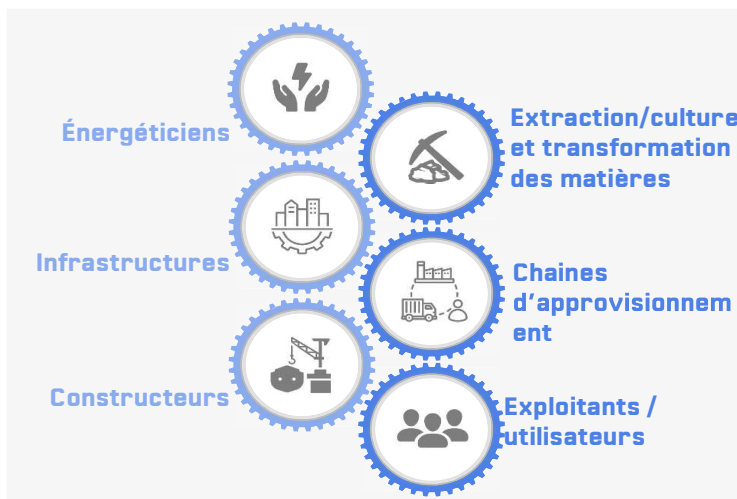 Énergéticiens
Extraction/culture
et transformation
des matières
Infrastructures
Chaines
d'approvisionnem
ent
Constructeurs
Exploitants /
utilisateurs